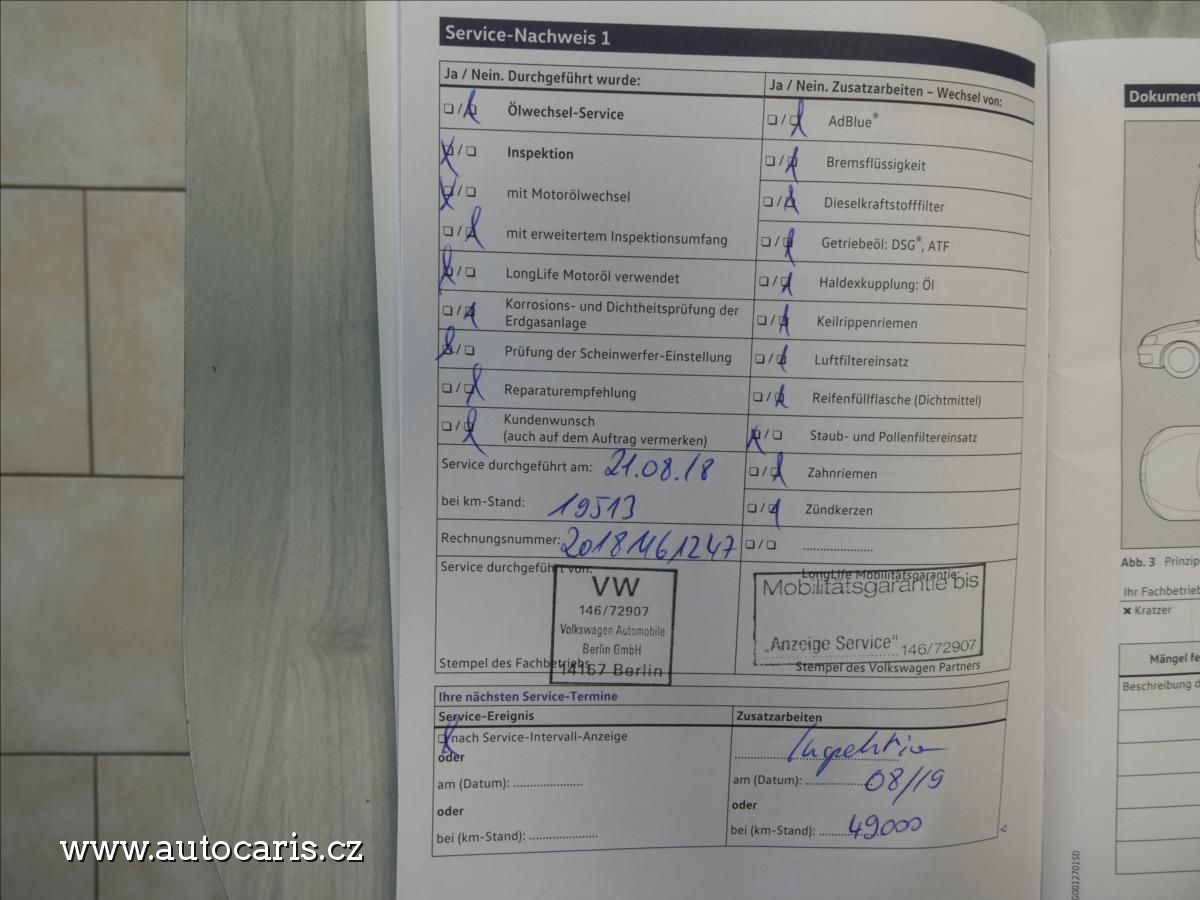 Service-Nachweis 1
Ja / Nein. Durchgeführt wurde:
Ölwechsel-Service
Inspektion
mit Motorölwechsel
mit erweitertem Inspektionsumfang
LongLife Motoröl verwendet
Korrosions- und Dichtheitsprüfung der
Erdgasanlage
Prüfung der Scheinwerfer-Einstellung
Reparaturempfehlung
Kundenwunsch
(auch auf dem Auftrag vermerken)
Service durchgeführt am: 21.08.18
bei km-Stand: 19513
Rechnungsnummer: 20181161247
Ja / Nein. Zusatzarbeiten – Wechsel von:
AdBlue®
Bremsflüssigkeit
Dieselkraftstofffilter
Getriebeöl: DSG®, ATF
Haldexkupplung: Öl
Keilrippenriemen
Luftfiltereinsatz
Reifenfüllflasche (Dichtmittel)
Staub- und Pollenfiltereinsatz
Zahnriemen
Zündkerzen
Service durchgeführt von:
VW
146/72907
Volkswagen Automobile
Berlin GmbH
14167 Berlin
Stempel des Fachbetriebs
LongLife Mobilitätsgarantie:
Mobilitätsgarantie bis
„Anzeige Service“ 146/72907
Stempel des Volkswagen Partners
Ihre nächsten Service-Termine
Service-Ereignis
nach Service-Intervall-Anzeige
oder
am (Datum):
oder
bei (km-Stand):
Zusatzarbeiten
Inspektion
am (Datum): 08/19
oder
bei (km-Stand): 49000
Dokument
Abb. 3 Prinzip
Ihr Fachbetrieb
Kratzer
Mängel fe
Beschreibung d
www.autocaris.cz